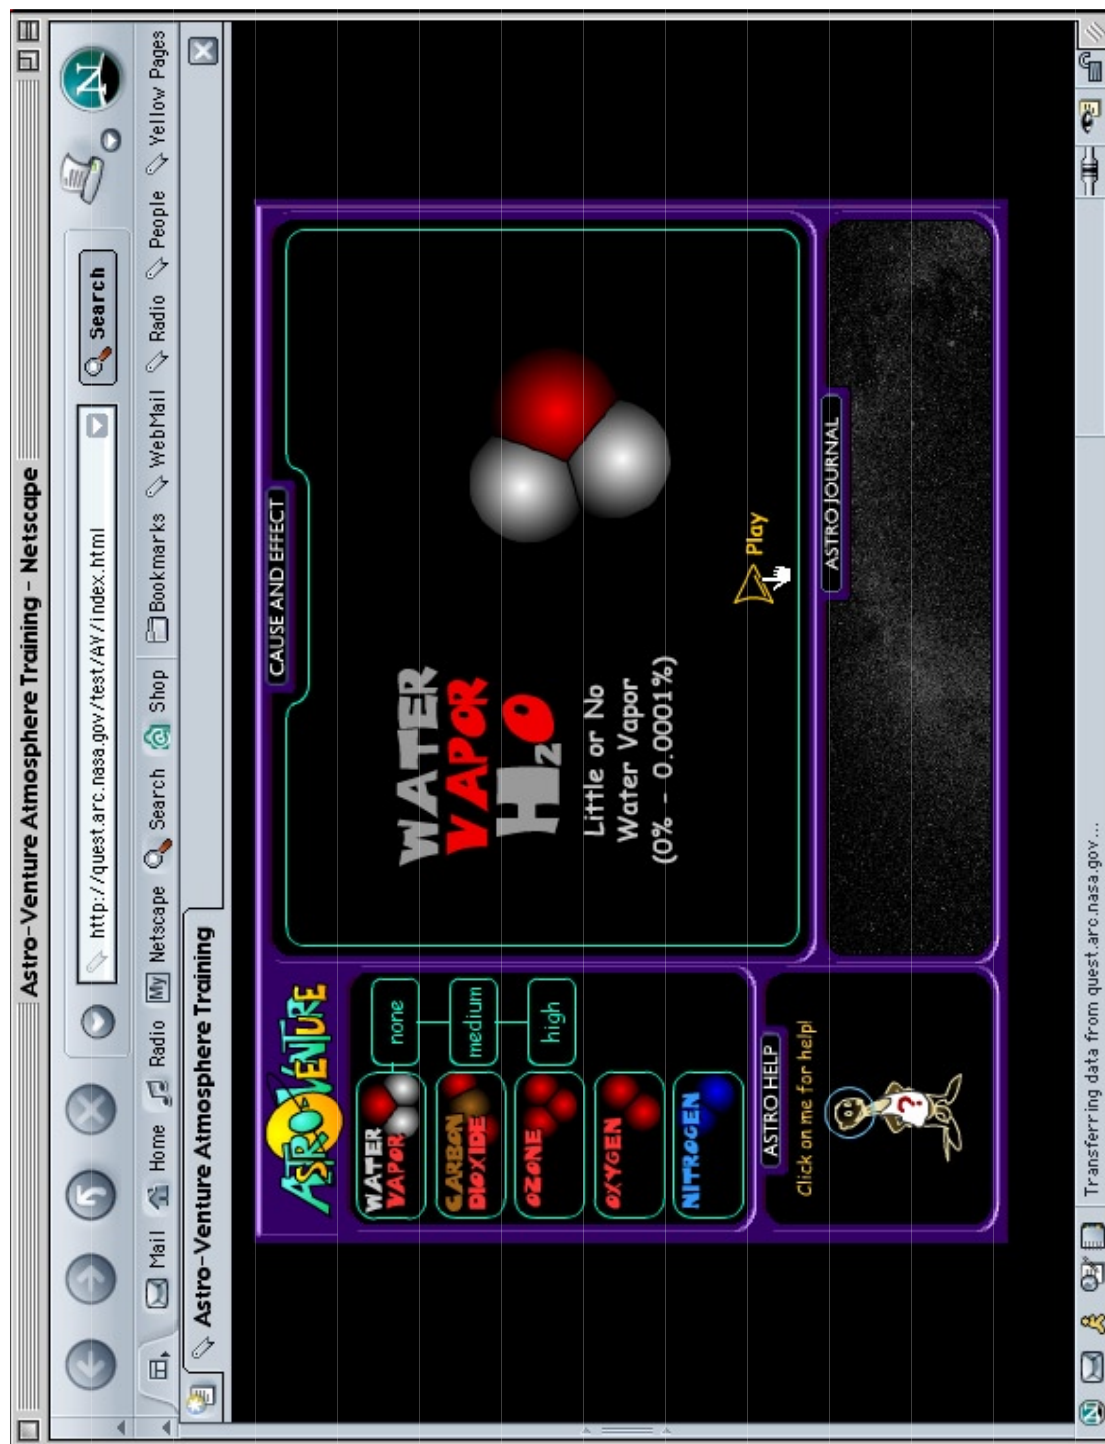 Astro-Venture Atmosphere Training - Netscape
http://quest.arc.nasa.gov/test/AV/index.html
Search
N
Mail
Home
Radio
My Netscape
Search
Shop
Bookmarks
WebMail
Radio
People
Yellow Pages
Astro-Venture Atmosphere Training
ASTRO VENTURE
WATER
VAPOR
none
CARBON
DIOXIDE
medium
OZONE
high
OXYGEN
NITROGEN
CAUSE AND EFFECT
WATER
VAPOR
H2O
Little or No
Water Vapor
(0% - 0.0001%)
Play
ASTRO HELP
Click on me for help!
?
ASTRO JOURNAL
Transferring data from quest.arc.nasa.gov...